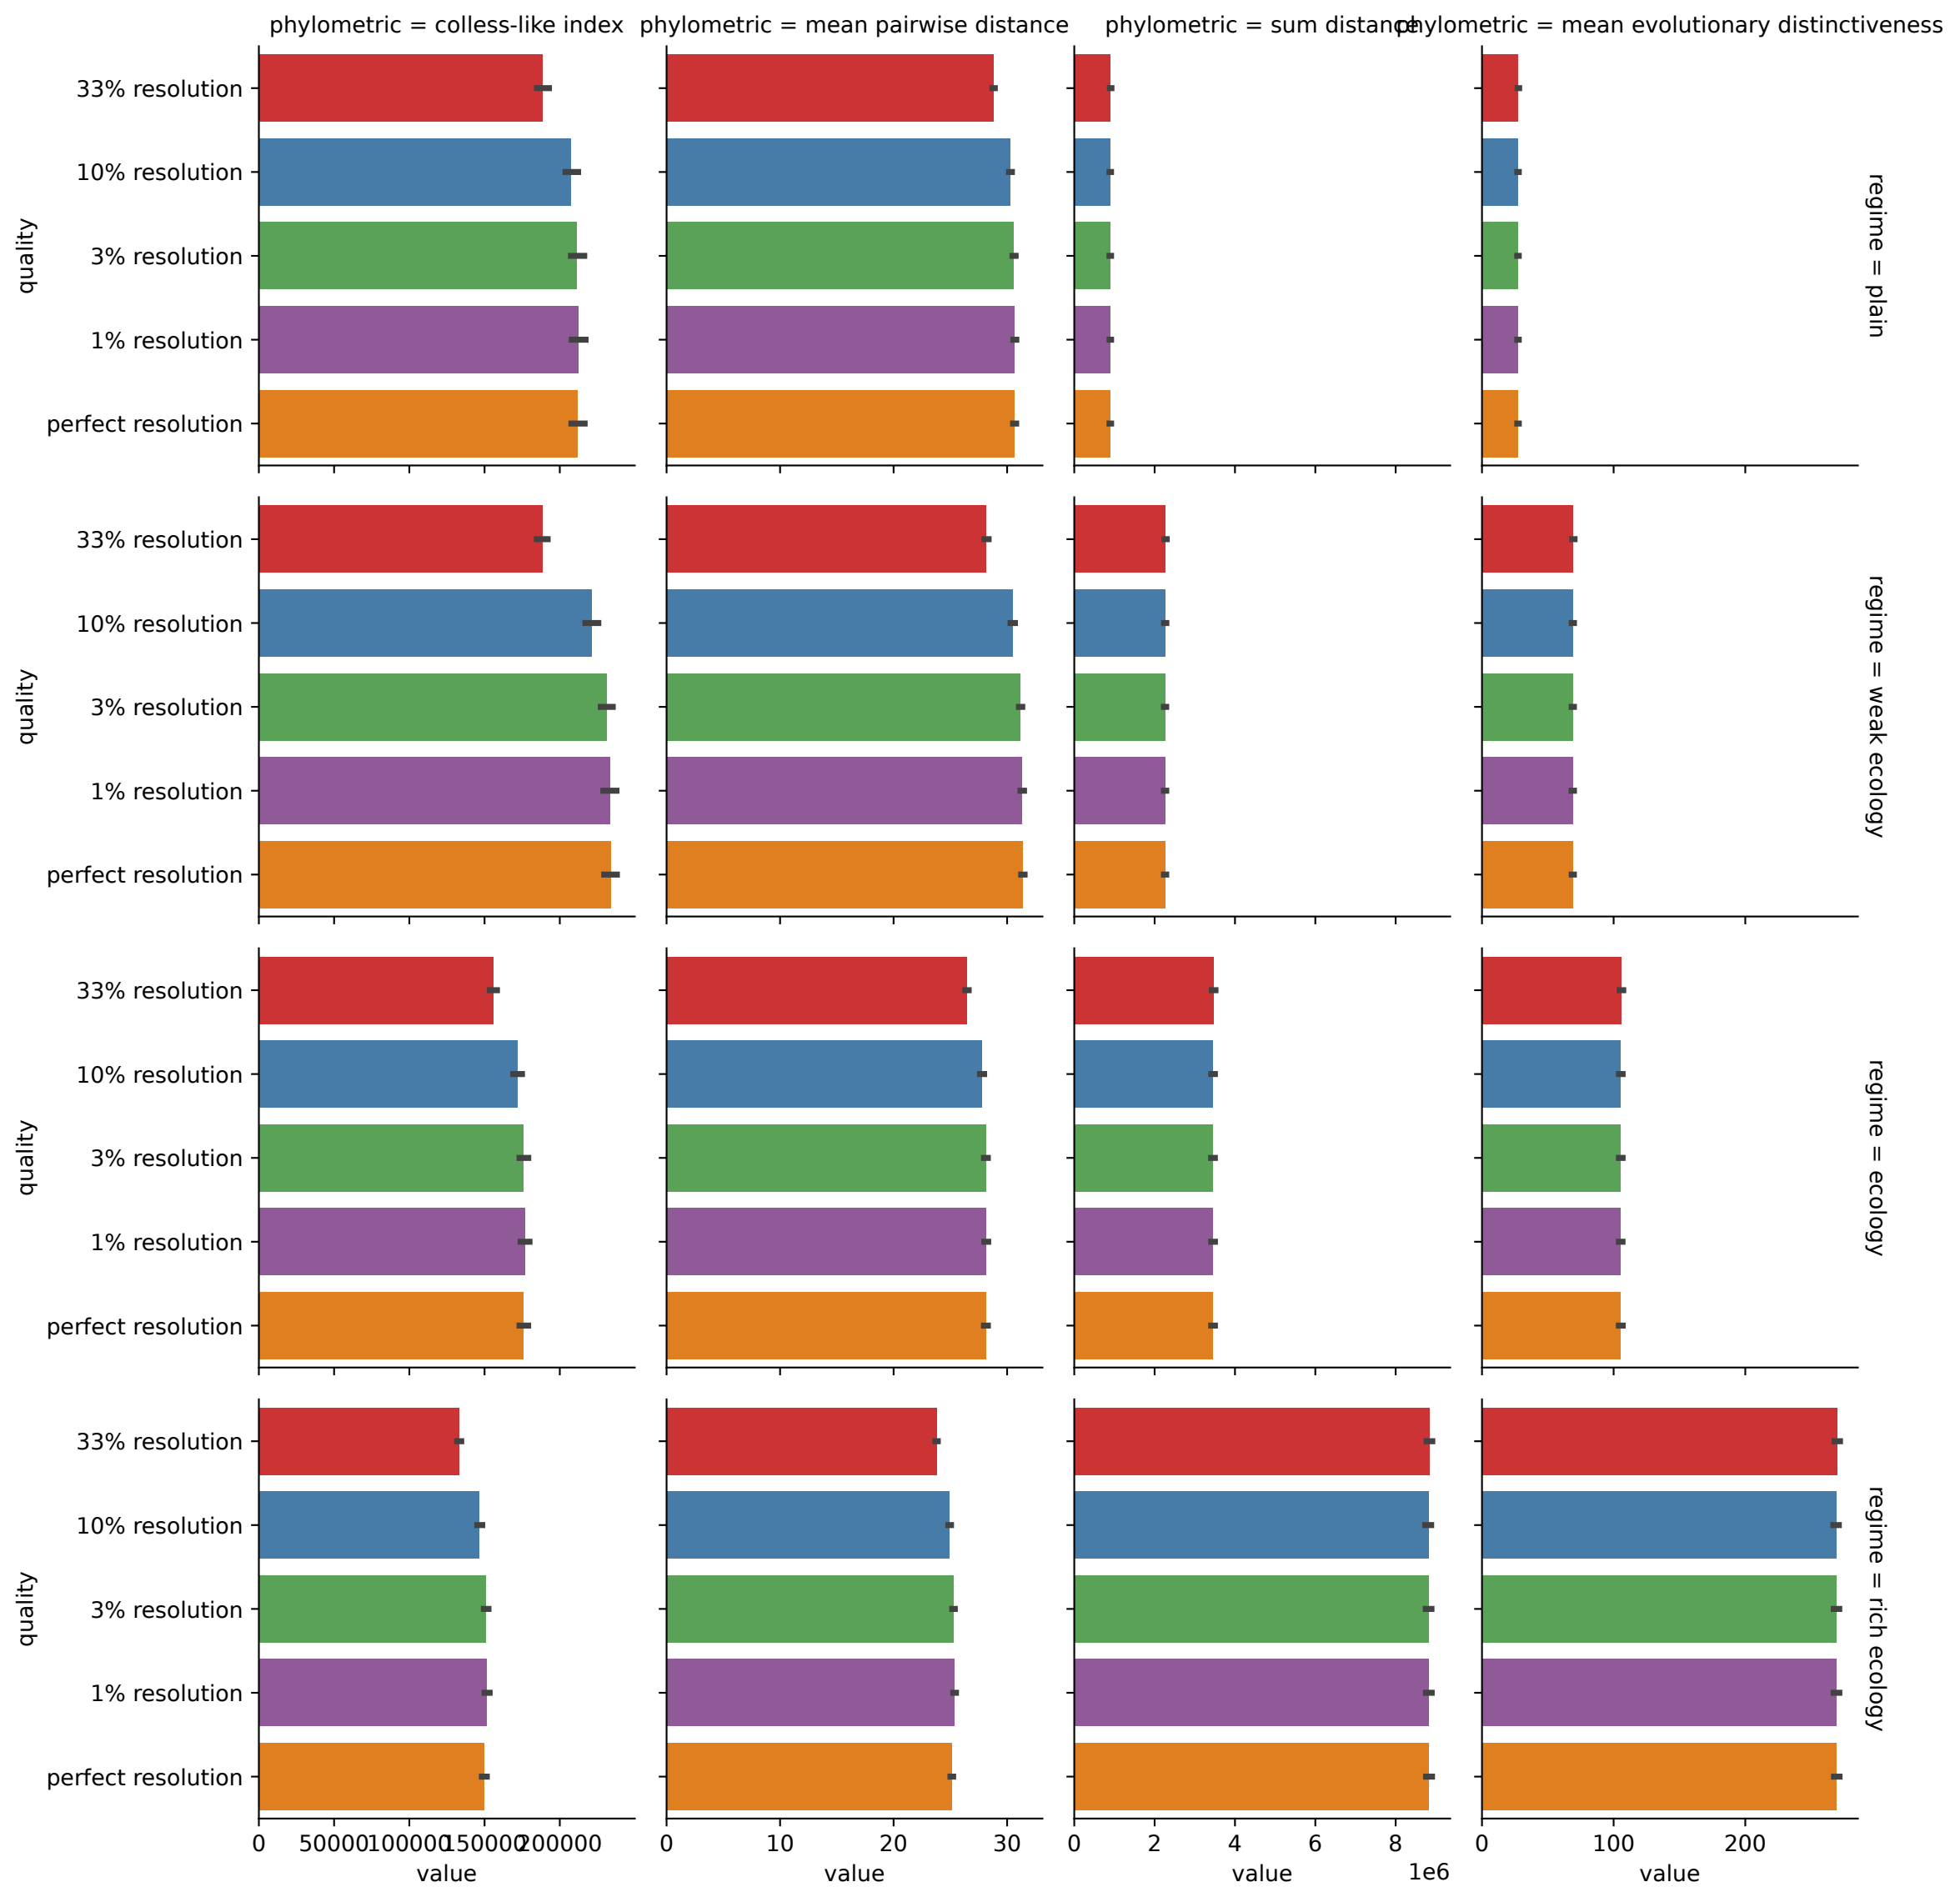 phylometric = colless-like index
phylometric = mean pairwise distance
phylometric = sum distance
phylometric = mean evolutionary distinctiveness
quality
33% resolution
10% resolution
3% resolution
1% resolution
perfect resolution
regime = plain
quality
33% resolution
10% resolution
3% resolution
1% resolution
perfect resolution
regime = weak ecology
quality
33% resolution
10% resolution
3% resolution
1% resolution
perfect resolution
regime = ecology
quality
33% resolution
10% resolution
3% resolution
1% resolution
perfect resolution
regime = rich ecology
0 50000 100000 150000 200000
value
0 10 20 30
value
0 2 4 6 8
1e6
value
0 100 200
value